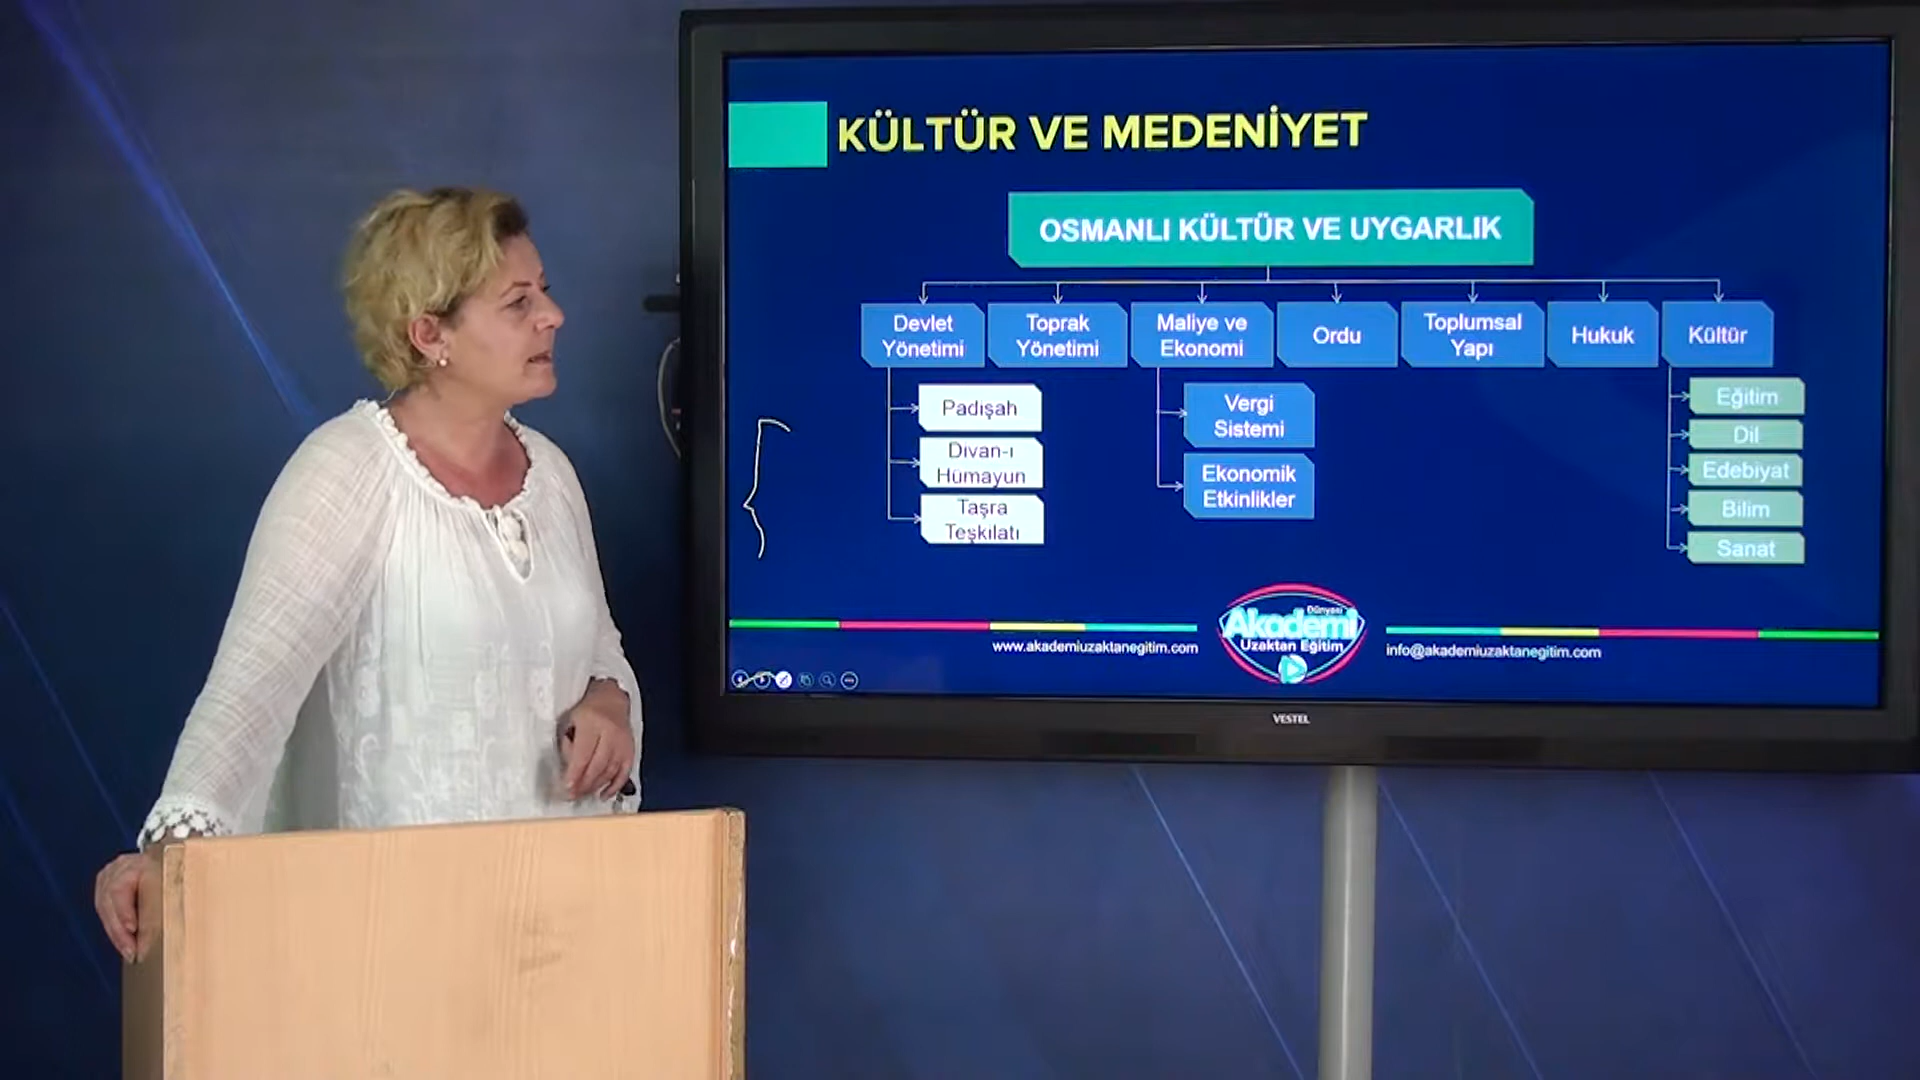 KÜLTÜR VE MEDENİYET
OSMANLI KÜLTÜR VE UYGARLIK
Devlet
Yönetimi
Toprak
Yönetimi
Maliye ve
Ekonomi
Ordu
Toplumsal
Yapı
Hukuk
Kültür
Padişah
Divan-ı
Hümayun
Taşra
Teşkilatı
Vergi
Sistemi
Ekonomik
Etkinlikler
Eğitim
Dil
Edebiyat
Bilim
Sanat
www.akademiuzaktanegitim.com
Dünyası
Akademi
Uzaktan Eğitim
info@akademiuzaktanegitim.com
VESTEL